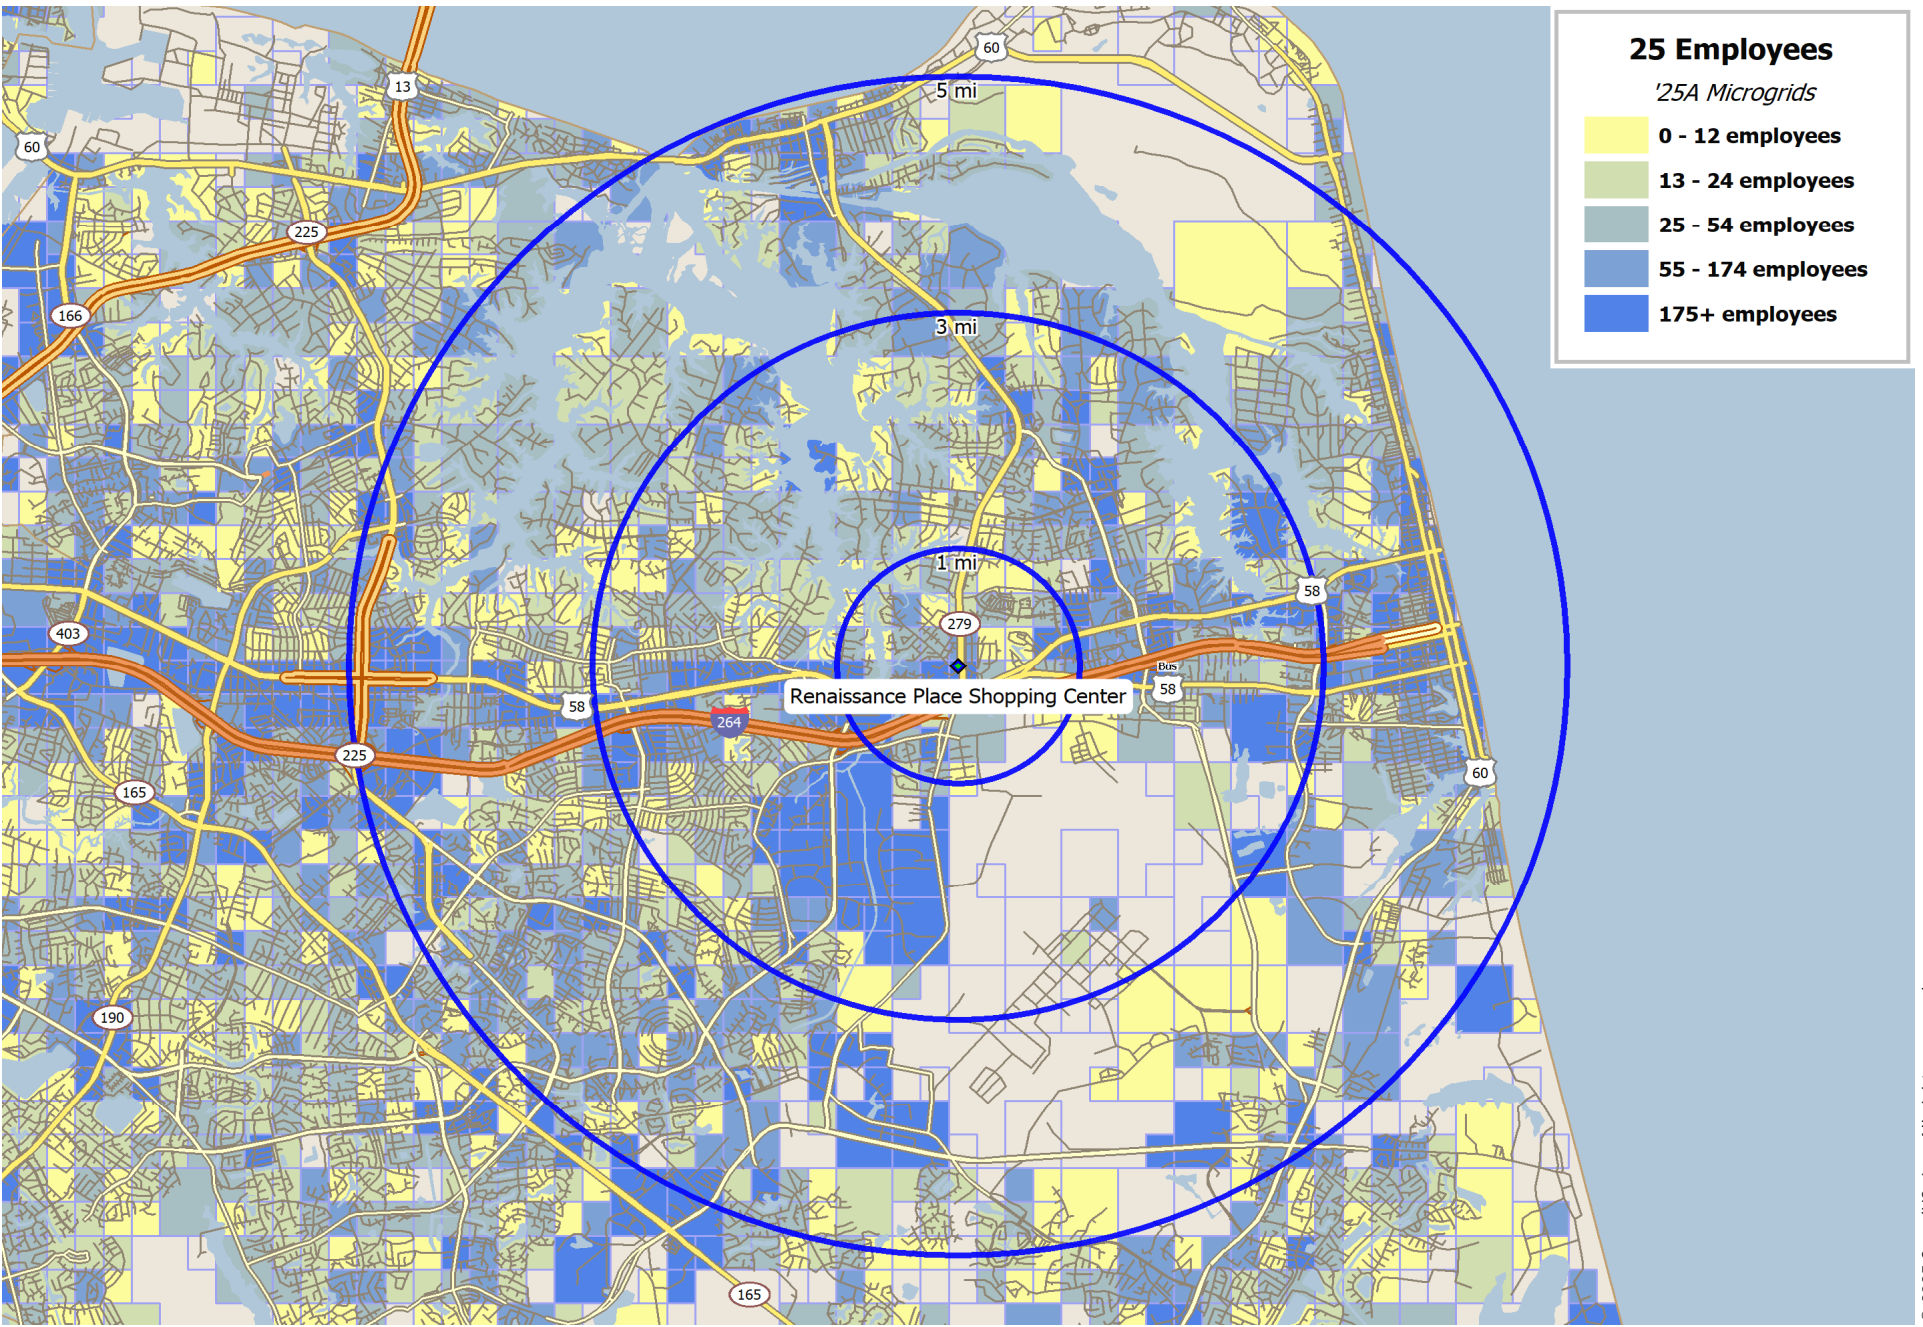 25 Employees
'25A Microgrids
0 - 12 employees
13 - 24 employees
25 - 54 employees
55 - 174 employees
175+ employees
60
13
5 mi
60
225
166
3 mi
1 mi
58
279
403
Bus
58
58
Renaissance Place Shopping Center
264
225
60
165
190
165